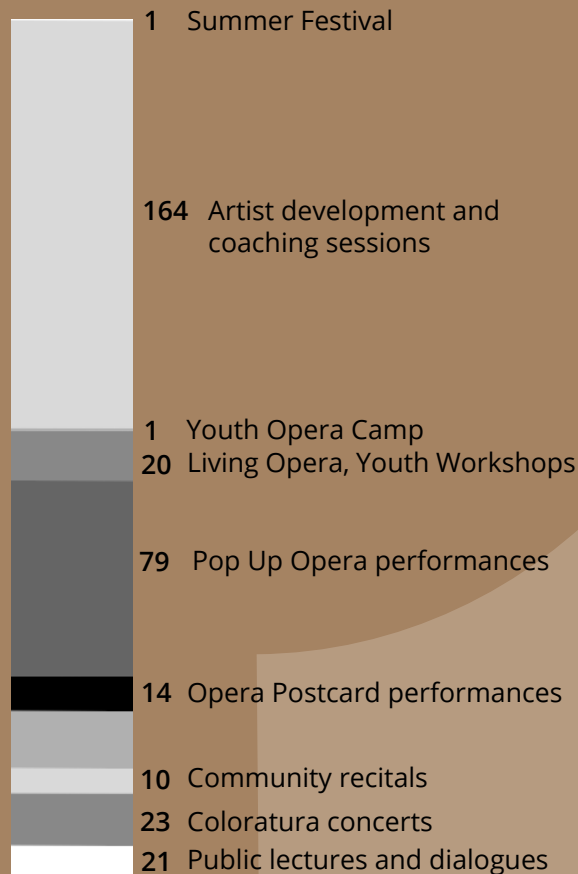 1 Summer Festival
164 Artist development and
coaching sessions
1 Youth Opera Camp
20 Living Opera, Youth Workshops
79 Pop Up Opera performances
14 Opera Postcard performances
10 Community recitals
23 Coloratura concerts
21 Public lectures and dialogues